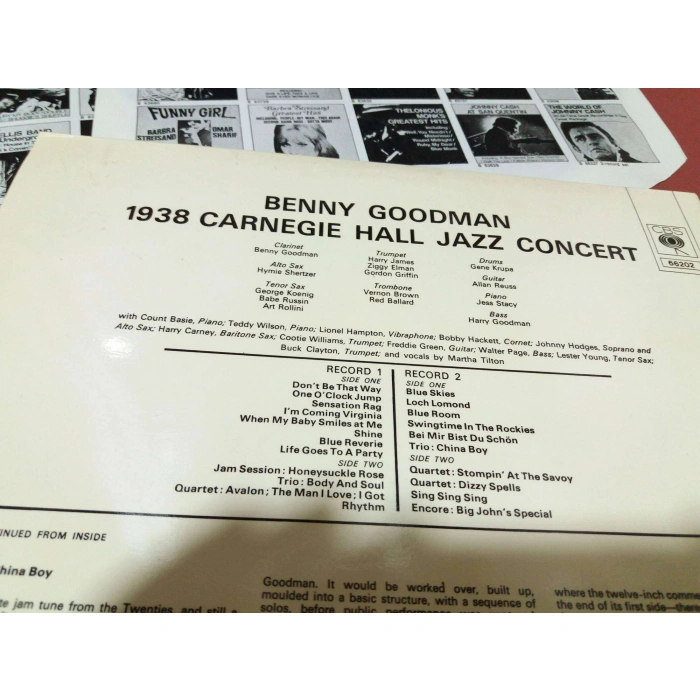 FUNNY GIRL
BARBRA STREISAND
OMAR SHARIF
Barbra Streisand's
Greatest Hits
THELONIOUS
MONK'S
GREATEST HITS
Including
JOHNNY CASH
AT SAN QUENTIN
THE WORLD OF
JOHNNY CASH
BENNY GOODMAN
1938 CARNEGIE HALL JAZZ CONCERT
CBS
66202
Clarinet
Benny Goodman
Alto Sax
Hymie Shertzer
Tenor Sax
George Koenig
Babe Russin
Art Rollini
Trumpet
Harry James
Ziggy Elman
Gordon Griffin
Trombone
Vernon Brown
Red Ballard
Drums
Gene Krupa
Guitar
Allan Reuss
Piano
Jess Stacy
Bass
Harry Goodman
with Count Basie, Piano; Teddy Wilson, Piano; Lionel Hampton, Vibraphone; Bobby Hackett, Cornet; Johnny Hodges, Soprano and
Alto Sax; Harry Carney, Baritone Sax; Cootie Williams, Trumpet; Freddie Green, Guitar; Walter Page, Bass; Lester Young, Tenor Sax;
Buck Clayton, Trumpet; and vocals by Martha Tilton
RECORD 1
SIDE ONE
Don't Be That Way
One O'Clock Jump
Sensation Rag
I'm Coming Virginia
When My Baby Smiles at Me
Shine
Blue Reverie
Life Goes To A Party
SIDE TWO
Jam Session: Honeysuckle Rose
Trio: Body And Soul
Quartet: Avalon; The Man I Love; I Got
Rhythm
RECORD 2
SIDE ONE
Blue Skies
Loch Lomond
Blue Room
Swingtime In The Rockies
Bei Mir Bist Du Schön
Trio: China Boy
SIDE TWO
Quartet: Stompin' At The Savoy
Quartet: Dizzy Spells
Sing Sing Sing
Encore: Big John's Special
TINUED FROM INSIDE
hina Boy
te jam tune from the Twenties, and still a
Goodman. It would be worked over, built up,
moulded into a basic structure, with a sequence of
solos, before public performance
where the twelve-inch comme
the end of its first side—there